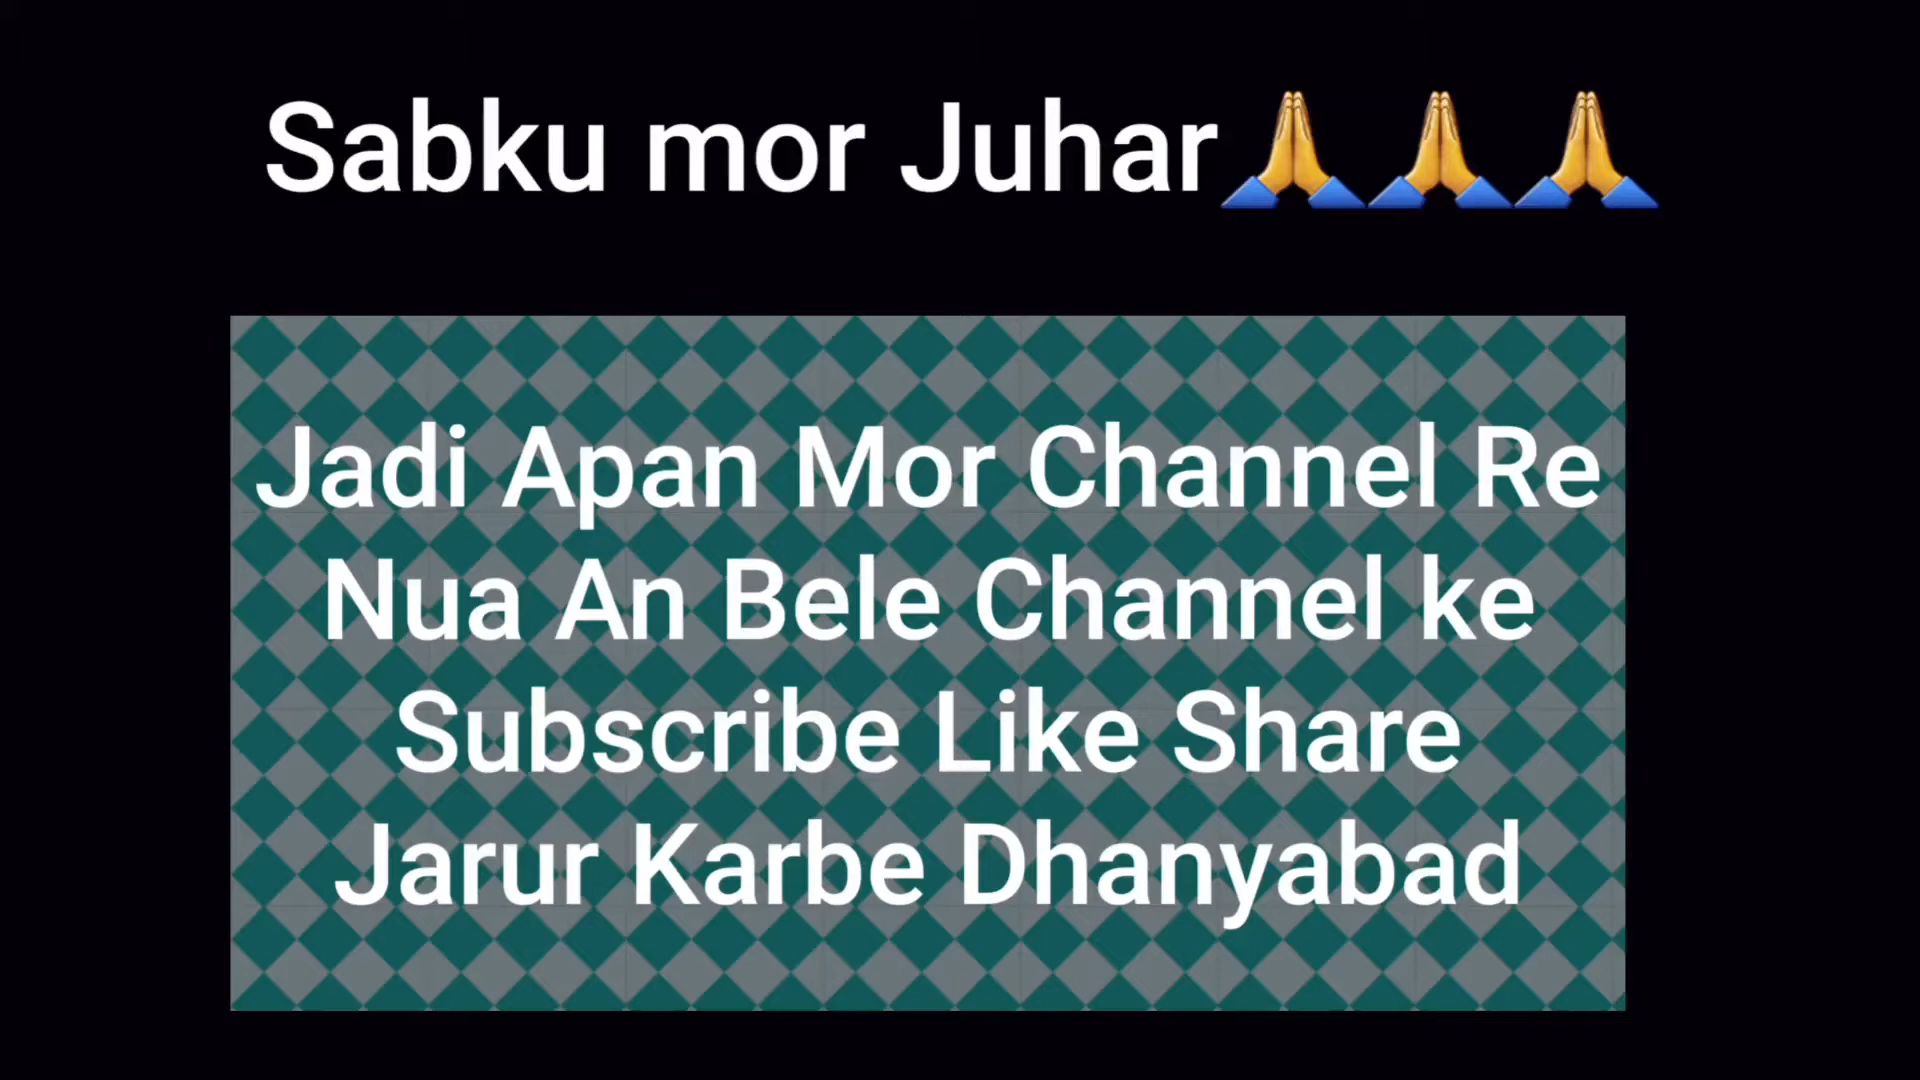 Sabku mor Juhar🙏🙏🙏
Jadi Apan Mor Channel Re
Nua An Bele Channel ke
Subscribe Like Share
Jarur Karbe Dhanyabad